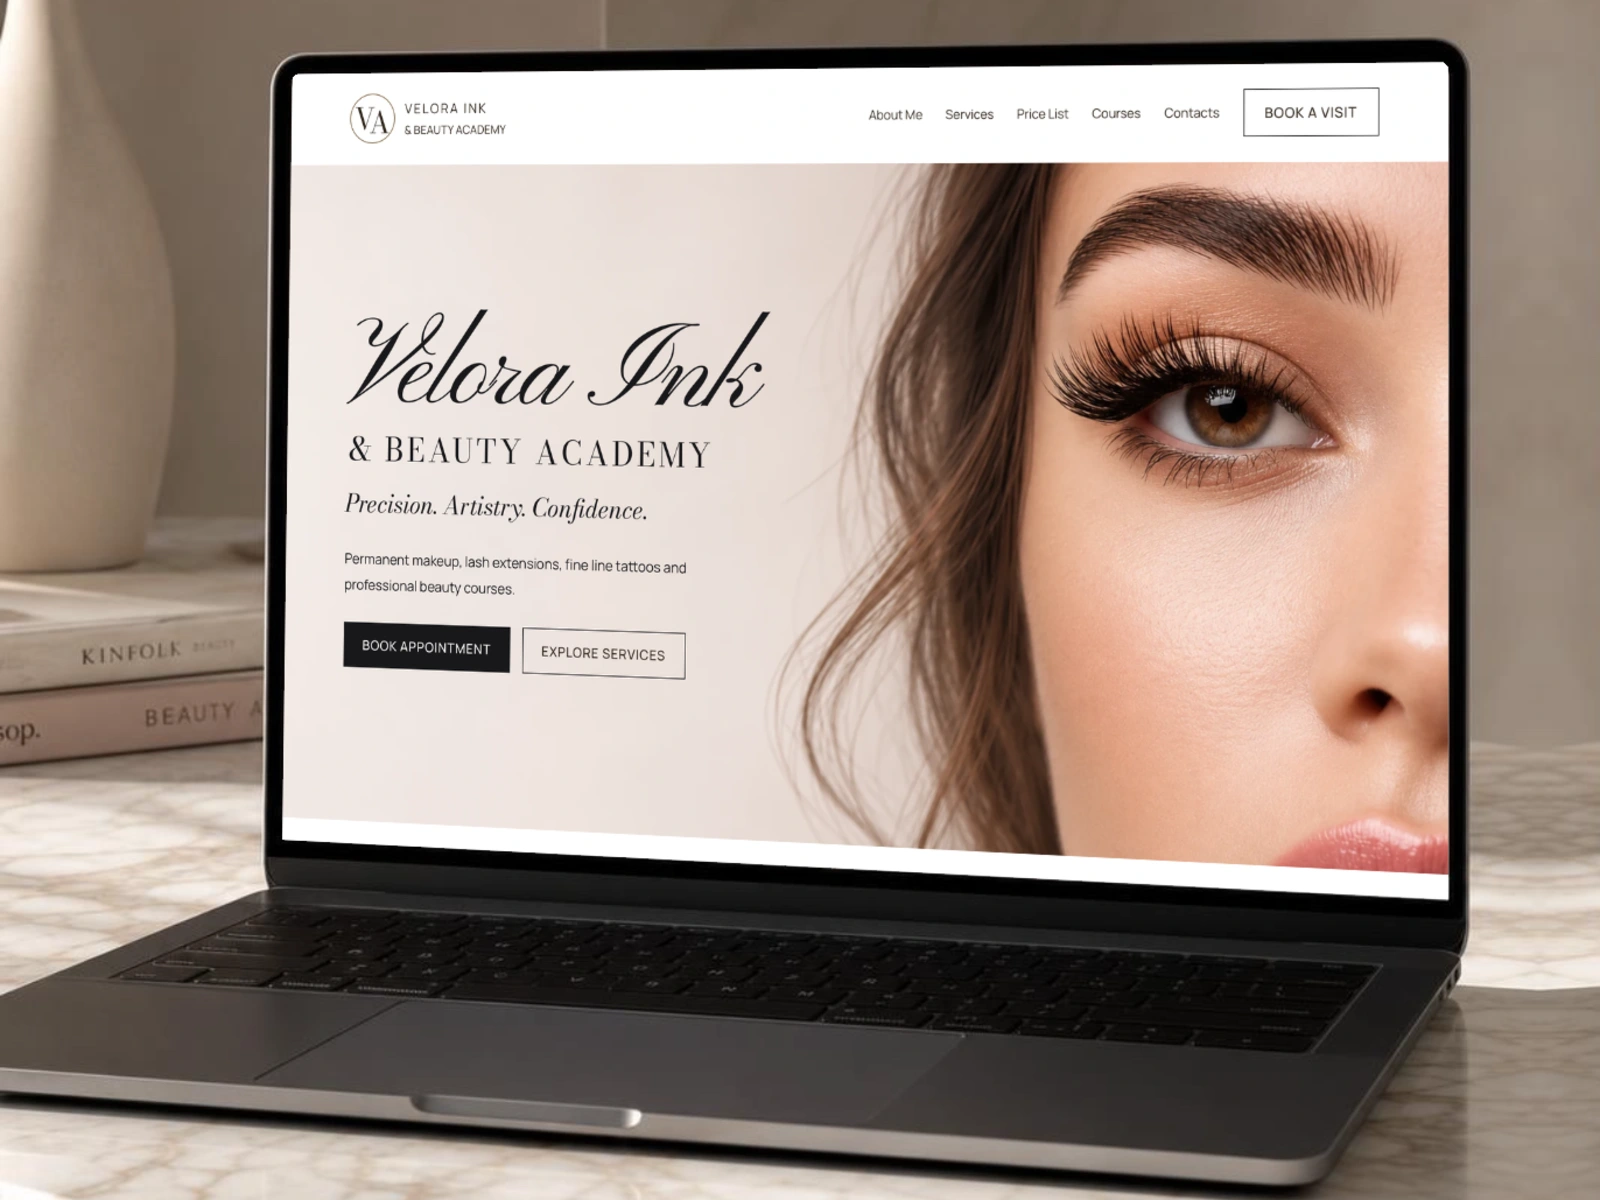 VA
VELORA INK
& BEAUTY ACADEMY
About Me Services Price List Courses Contacts BOOK A VISIT
Velora Ink
& BEAUTY ACADEMY
Precision. Artistry. Confidence.
Permanent makeup, lash extensions, fine line tattoos and
professional beauty courses.
BOOK APPOINTMENT EXPLORE SERVICES
KINFOLK BEAUTY
BEAUTY A
sop.